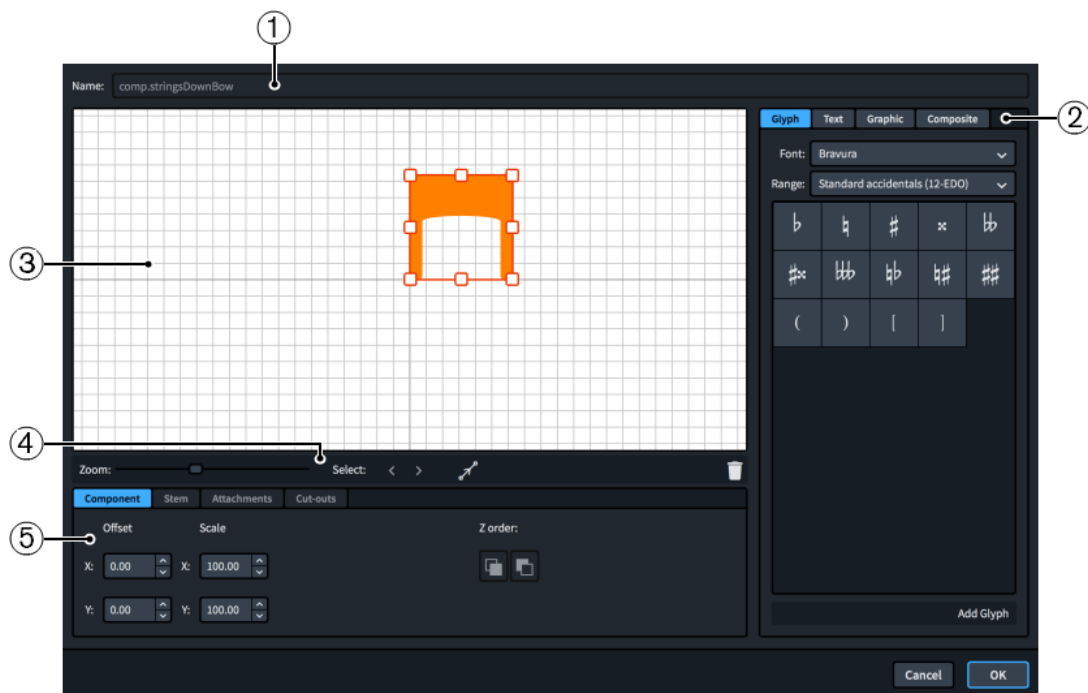 ①
Name: comp.stringsDownBow
②
Glyph Text Graphic Composite
Font: Bravura
Range: Standard accidentals (12-EDO)
③
④
Zoom: Select:
Component Stem Attachments Cut-outs
⑤
Offset Scale Z order:
X: 0.00 X: 100.00
Y: 0.00 Y: 100.00
Add Glyph
Cancel OK